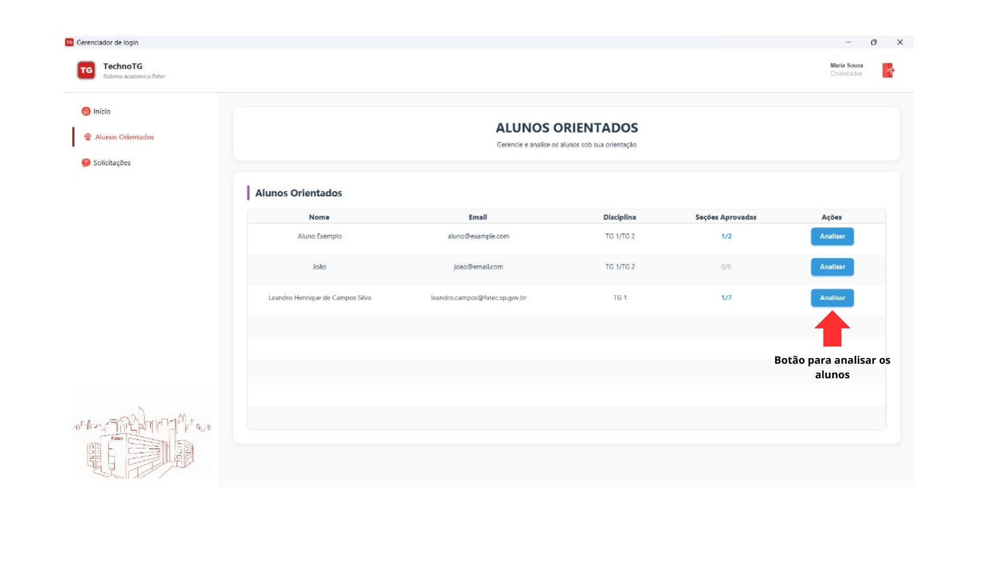 TG Gerenciador de login
TG TechnoTG
Sistema Academico Fatec
Maria Souza
Orientador
Início
Alunos Orientados
Solicitações
Fatec
ALUNOS ORIENTADOS
Gerencie e analise os alunos sob sua orientação
Alunos Orientados
Nome Email Disciplina Seções Aprovadas Ações
Aluno Exemplo aluno@example.com TG 1/TG 2 1/2 Analisar
João joao@email.com TG 1/TG 2 0/0 Analisar
Leandro Henrique de Campos Silva leandro.campos@fatec.sp.gov.br TG 1 1/7 Analisar
Botão para analisar os
alunos